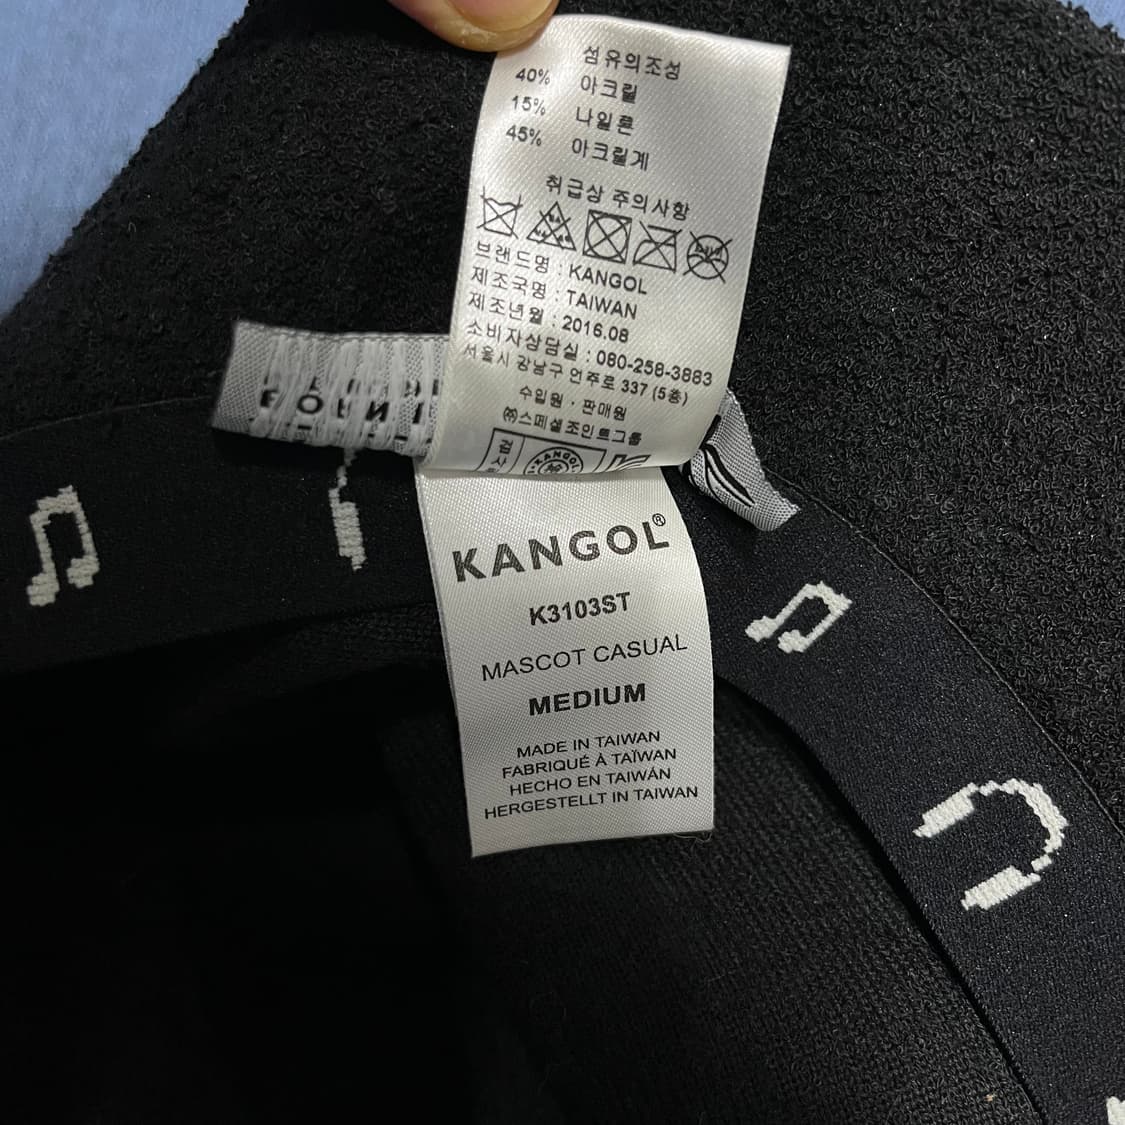 섬유의조성
40% 아크릴
15% 나일론
45% 아크릴계
취급상 주의사항
브랜드명 : KANGOL
제조국명 : TAIWAN
제조년월 : 2016.08
소비자상담실 : 080-258-3883
서울시 강남구 언주로 337 (5층)
수입원 · 판매원
㈜스페셜조인트그룹
검사
KANGOL
KANGOL®
K3103ST
MASCOT CASUAL
MEDIUM
MADE IN TAIWAN
FABRIQUÉ À TAÏWAN
HECHO EN TAIWÁN
HERGESTELLT IN TAIWAN